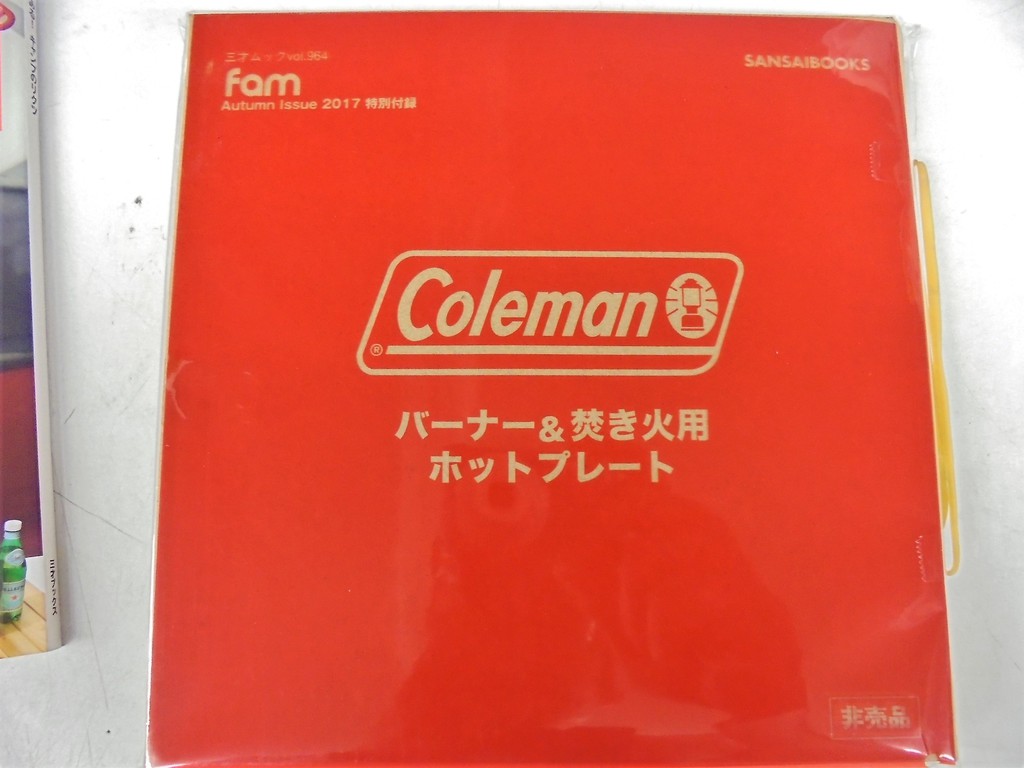 三才ムックvol.964
fam
Autumn Issue 2017 特別付録
SANSAIBOOKS
Coleman
®
バーナー&焚き火用
ホットプレート
非売品